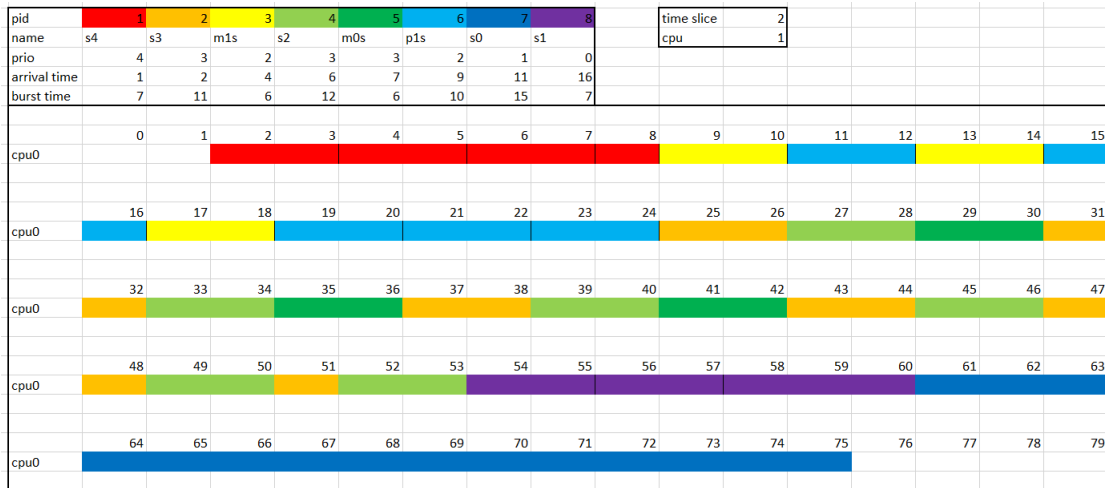 pid 1 2 3 4 5 6 7 8 time slice 2
name s4 s3 m1s s2 m0s p1s s0 s1 cpu 1
prio 4 3 2 3 3 2 1 0
arrival time 1 2 4 6 7 9 11 16
burst time 7 11 6 12 6 10 15 7
0 1 2 3 4 5 6 7 8 9 10 11 12 13 14 15
cpu0
16 17 18 19 20 21 22 23 24 25 26 27 28 29 30 31
cpu0
32 33 34 35 36 37 38 39 40 41 42 43 44 45 46 47
cpu0
48 49 50 51 52 53 54 55 56 57 58 59 60 61 62 63
cpu0
64 65 66 67 68 69 70 71 72 73 74 75 76 77 78 79
cpu0